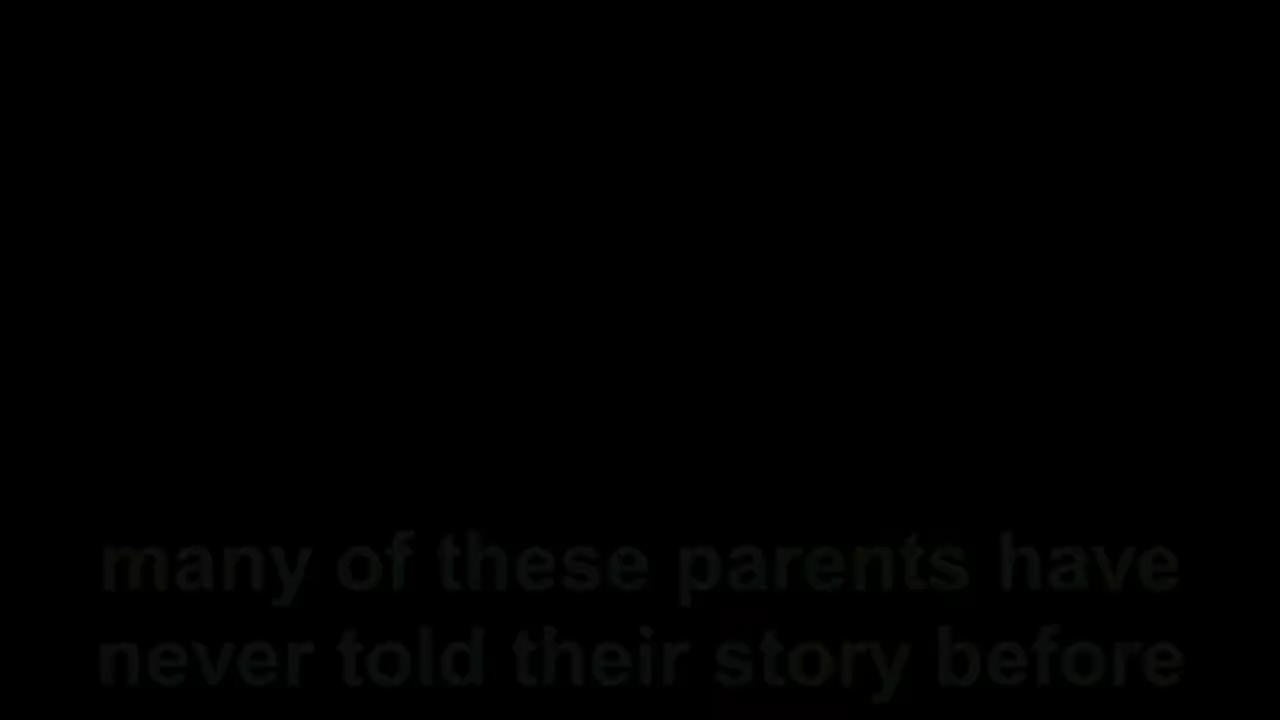 many of these parents have
never told their story before